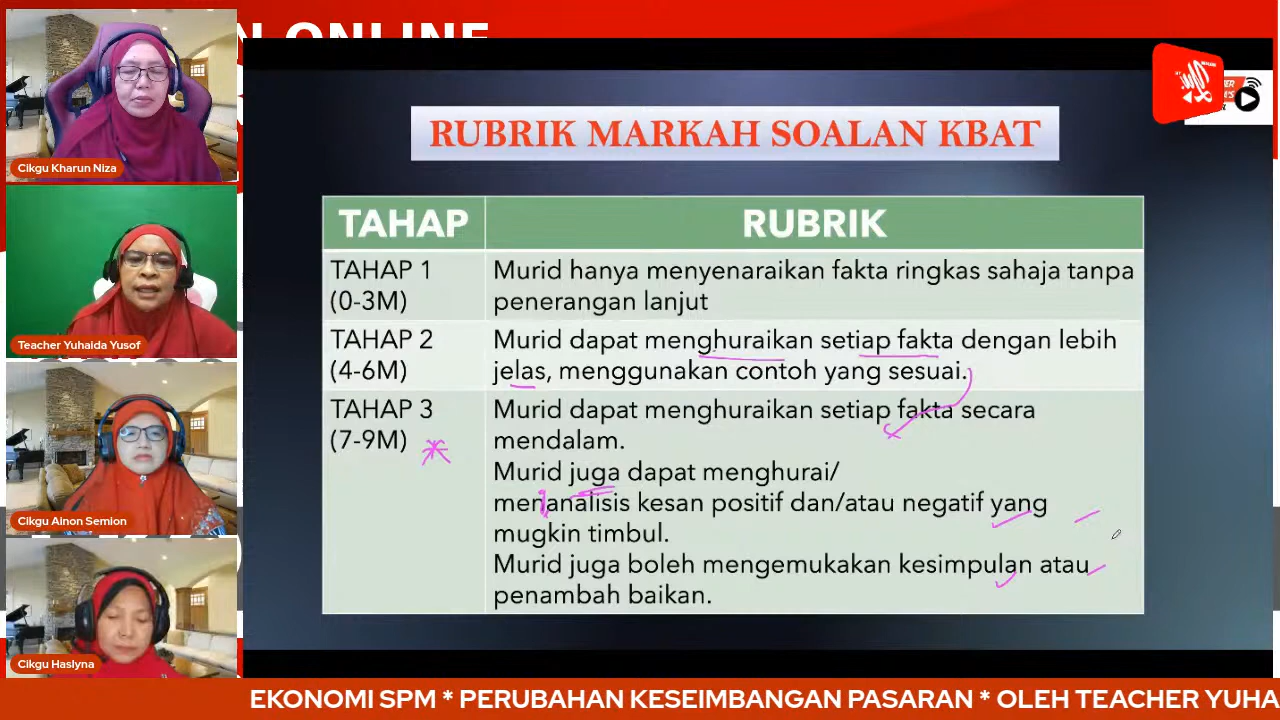 N ONLINE
Cikgu Kharun Niza
Teacher Yuhaida Yusof
Cikgu Ainon Semion
Cikgu Haslyna
RUBRIK MARKAH SOALAN KBAT
TAHAP
RUBRIK
TAHAP 1
(0-3M)
Murid hanya menyenaraikan fakta ringkas sahaja tanpa
penerangan lanjut
TAHAP 2
(4-6M)
Murid dapat menghuraikan setiap fakta dengan lebih
jelas, menggunakan contoh yang sesuai.
TAHAP 3
(7-9M)
Murid dapat menghuraikan setiap fakta secara
mendalam.
Murid juga dapat menghurai/
menganalisis kesan positif dan/atau negatif yang
mugkin timbul.
Murid juga boleh mengemukakan kesimpulan atau
penambah baikan.
EKONOMI SPM * PERUBAHAN KESEIMBANGAN PASARAN * OLEH TEACHER YUHA